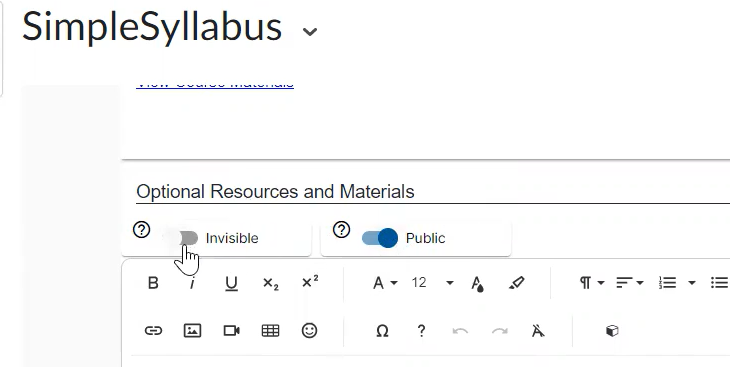 SimpleSyllabus
View Course Materials
Optional Resources and Materials
Invisible
Public
B i U X₂ X² A 12 A ¶
Ω ? A